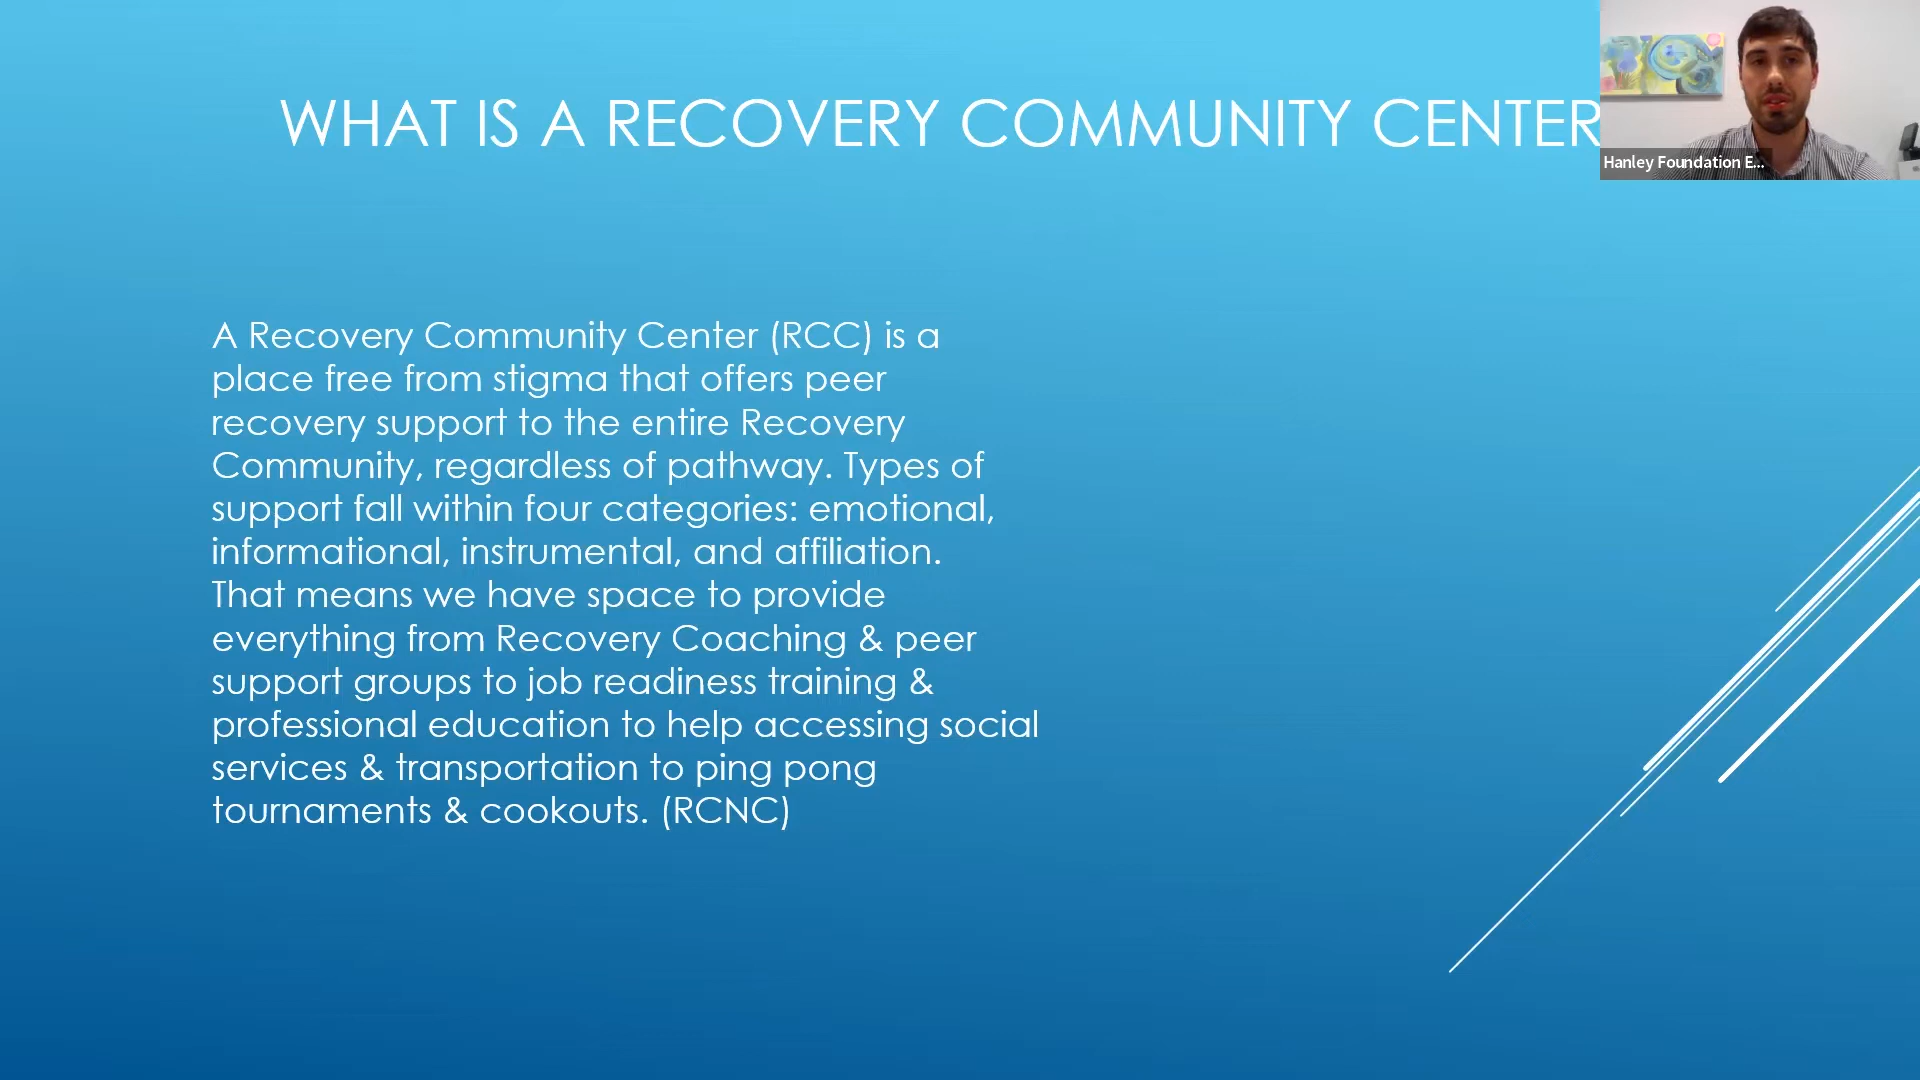 WHAT IS A RECOVERY COMMUNITY CENTER
Hanley Foundation E...
A Recovery Community Center (RCC) is a
place free from stigma that offers peer
recovery support to the entire Recovery
Community, regardless of pathway. Types of
support fall within four categories: emotional,
informational, instrumental, and affiliation.
That means we have space to provide
everything from Recovery Coaching & peer
support groups to job readiness training &
professional education to help accessing social
services & transportation to ping pong
tournaments & cookouts. (RCNC)